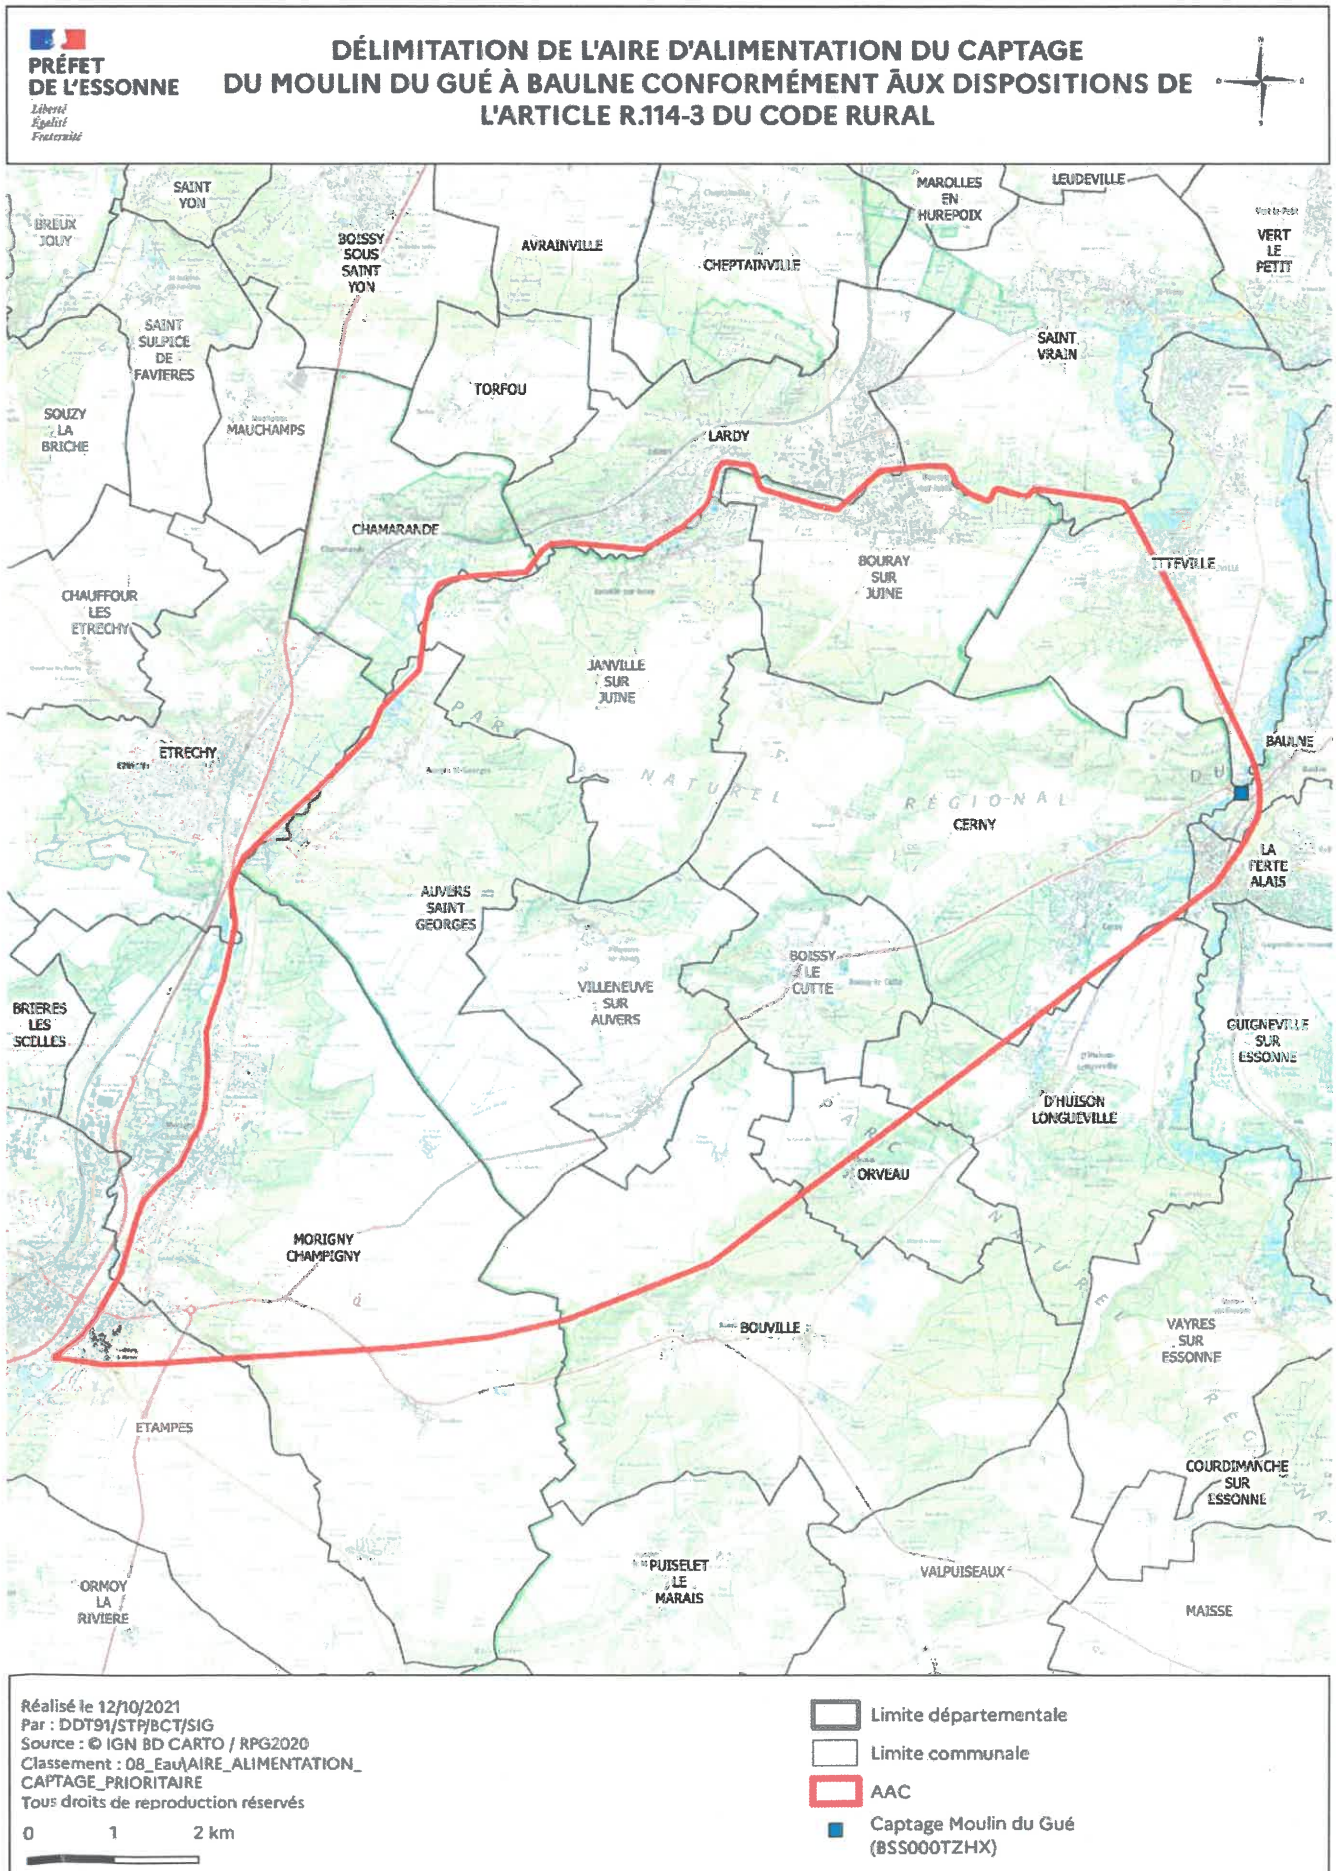 PRÉFET
DE L'ESSONNE
Liberté
Égalité
Fraternité
DÉLIMITATION DE L'AIRE D'ALIMENTATION DU CAPTAGE
DU MOULIN DU GUÉ À BAULNE CONFORMÉMENT ĀUX DISPOSITIONS DE
L'ARTICLE R.114-3 DU CODE RURAL
SAINT
YON
BREUX
JOUY
BOISSY
SOUS
SAINT
YON
AVRAINVILLE
CHEPTAINVILLE
MAROLLES
EN
HUREPOIX
LEUDEVILLE
VERT
LE
PETIT
SAINT
SULPICE
DE
FAVIERES
SAINT
VRAIN
TORFOU
SOUZY
LA
BRICHE
MAUCHAMPS
LARDY
CHAMARANDE
BOURAY
SUR
JUINE
ITTEVILLE
CHAUFFOUR
LES
ETRECHY
JANVILLE
SUR
JUINE
ETRECHY
BAULNE
PARC NATUREL RÉGIONAL DU
CERNY
LA
FERTE
ALAIS
AUVERS
SAINT
GEORGES
BOISSY
LE
CUTTE
VILLENEUVE
SUR
AUVERS
BRIERES
LES
SCELLES
GUIGNEVILLE
SUR
ESSONNE
D'HUISON
LONGUEVILLE
PARC
ORVEAU
NATUREL
MORIGNY
CHAMPIGNY
BOUVILLE
VAYRES
SUR
ESSONNE
ETAMPES
COURDIMANCHE
SUR
ESSONNE
PUISELET
LE
MARAIS
VALPUISEAUX
ORMOY
LA
RIVIERE
MAISSE
Réalisé le 12/10/2021
Par : DDT91/STP/BCT/SIG
Source : © IGN BD CARTO / RPG2020
Classement : 08_Eau\AIRE_ALIMENTATION_
CAPTAGE_PRIORITAIRE
Tous droits de reproduction réservés
0 1 2 km
Limite départementale
Limite communale
AAC
Captage Moulin du Gué
(BSS000TZHX)